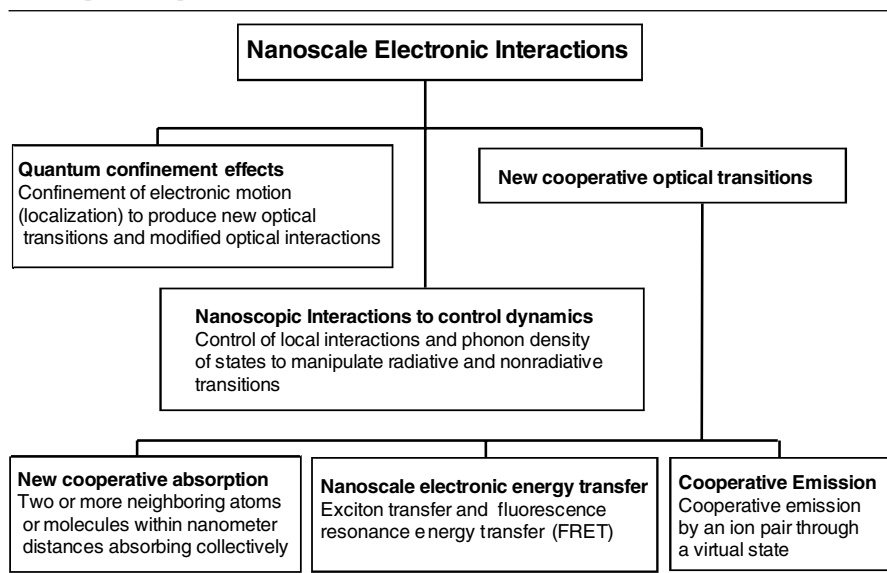 Nanoscale Electronic Interactions
Quantum confinement effects
Confinement of electronic motion
(localization) to produce new optical
transitions and modified optical interactions
New cooperative optical transitions
Nanoscopic Interactions to control dynamics
Control of local interactions and phonon density
of states to manipulate radiative and nonradiative
transitions
New cooperative absorption
Two or more neighboring atoms
or molecules within nanometer
distances absorbing collectively
Nanoscale electronic energy transfer
Exciton transfer and fluorescence
resonance energy transfer (FRET)
Cooperative Emission
Cooperative emission
by an ion pair through
a virtual state